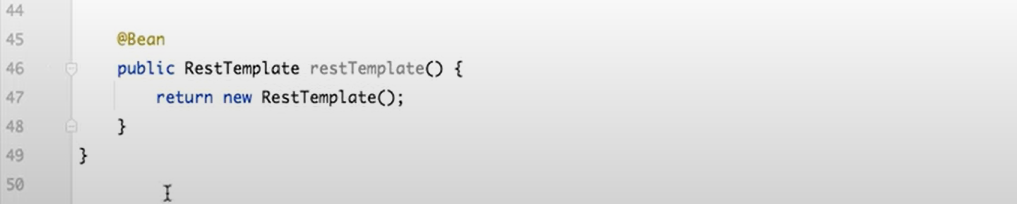 44
45 @Bean
46 public RestTemplate restTemplate() {
47 return new RestTemplate();
48 }
49 }
50